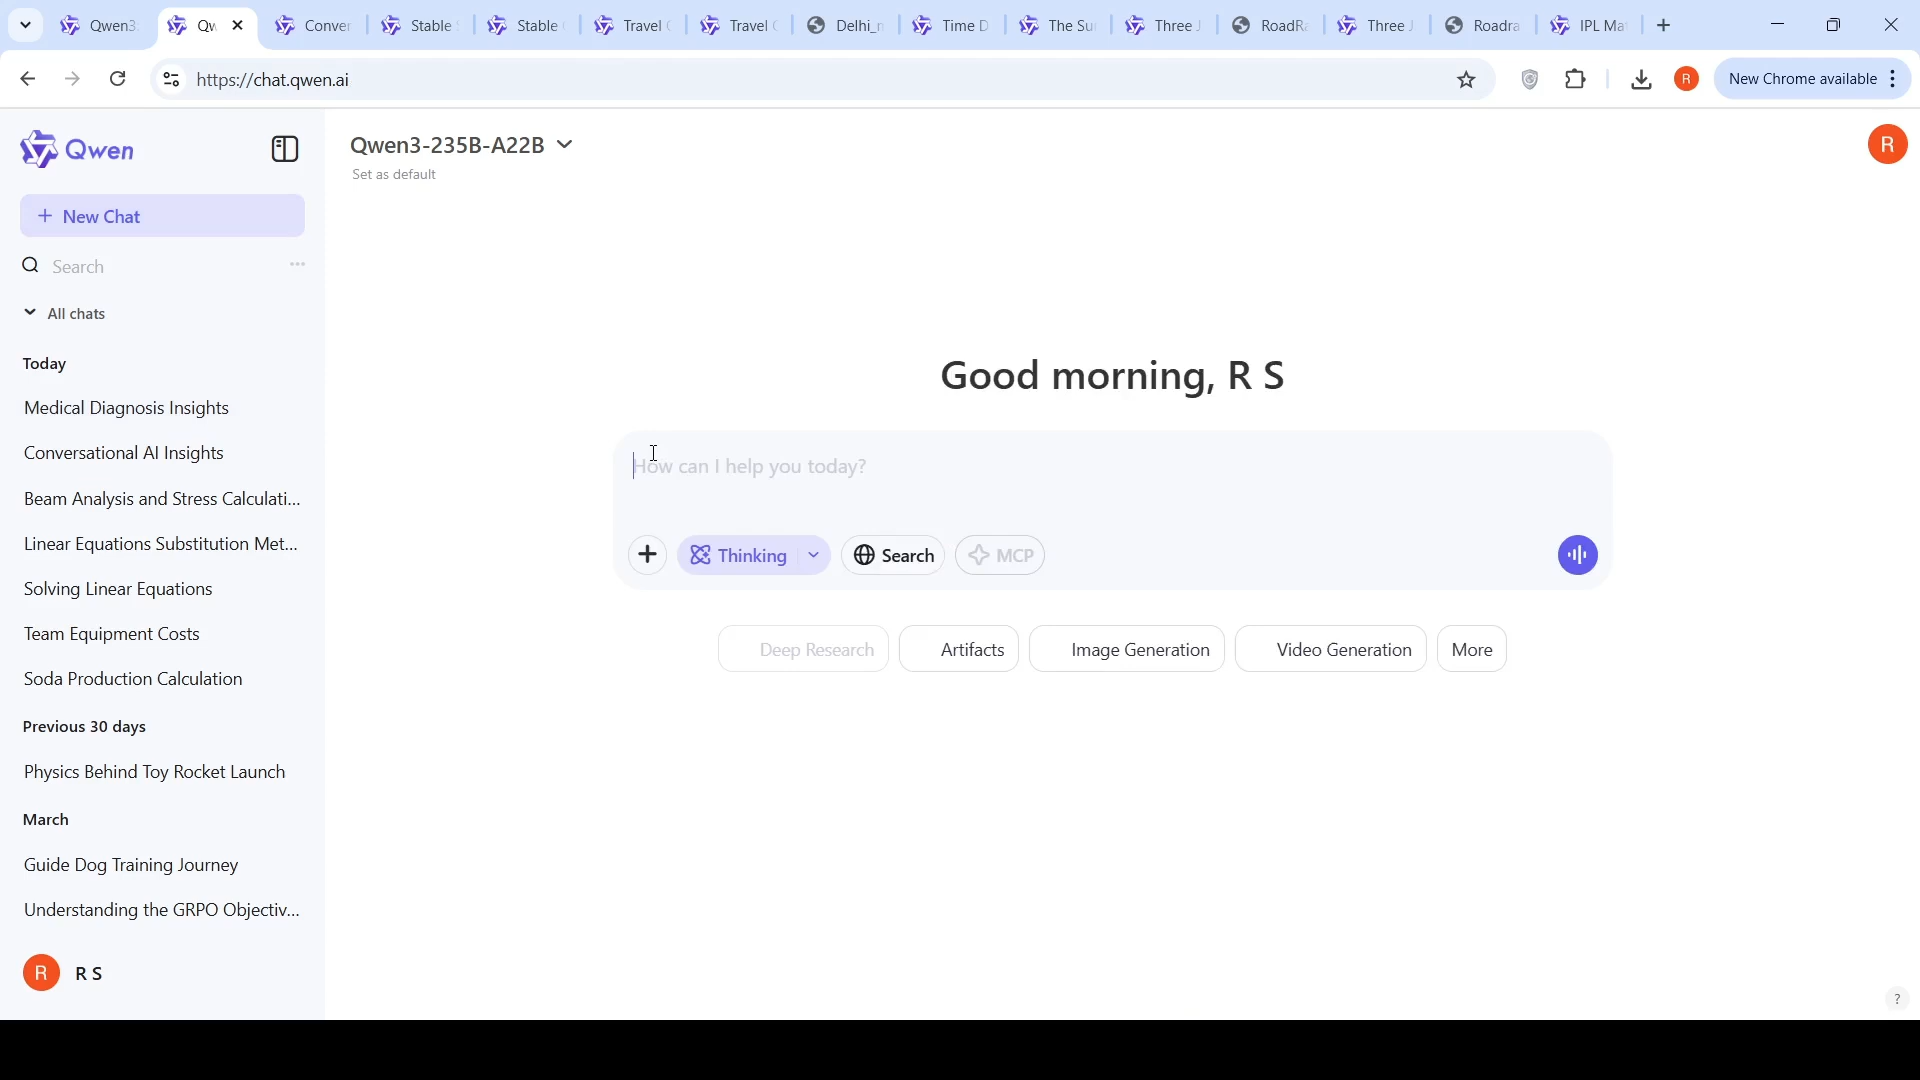 Qwen3
Qw
Conver
Stable
Stable
Travel
Travel
Delhi_n
Time D
The Su
Three J
RoadRa
Three J
Roadra
IPL Ma
https://chat.qwen.ai
R
New Chrome available
Qwen
Qwen3-235B-A22B
Set as default
R
+ New Chat
Search
All chats
Today
Medical Diagnosis Insights
Conversational AI Insights
Beam Analysis and Stress Calculati...
Linear Equations Substitution Met...
Solving Linear Equations
Team Equipment Costs
Soda Production Calculation
Previous 30 days
Physics Behind Toy Rocket Launch
March
Guide Dog Training Journey
Understanding the GRPO Objectiv...
R
R S
Good morning, R S
How can I help you today?
Thinking
Search
MCP
Deep Research
Artifacts
Image Generation
Video Generation
More
?